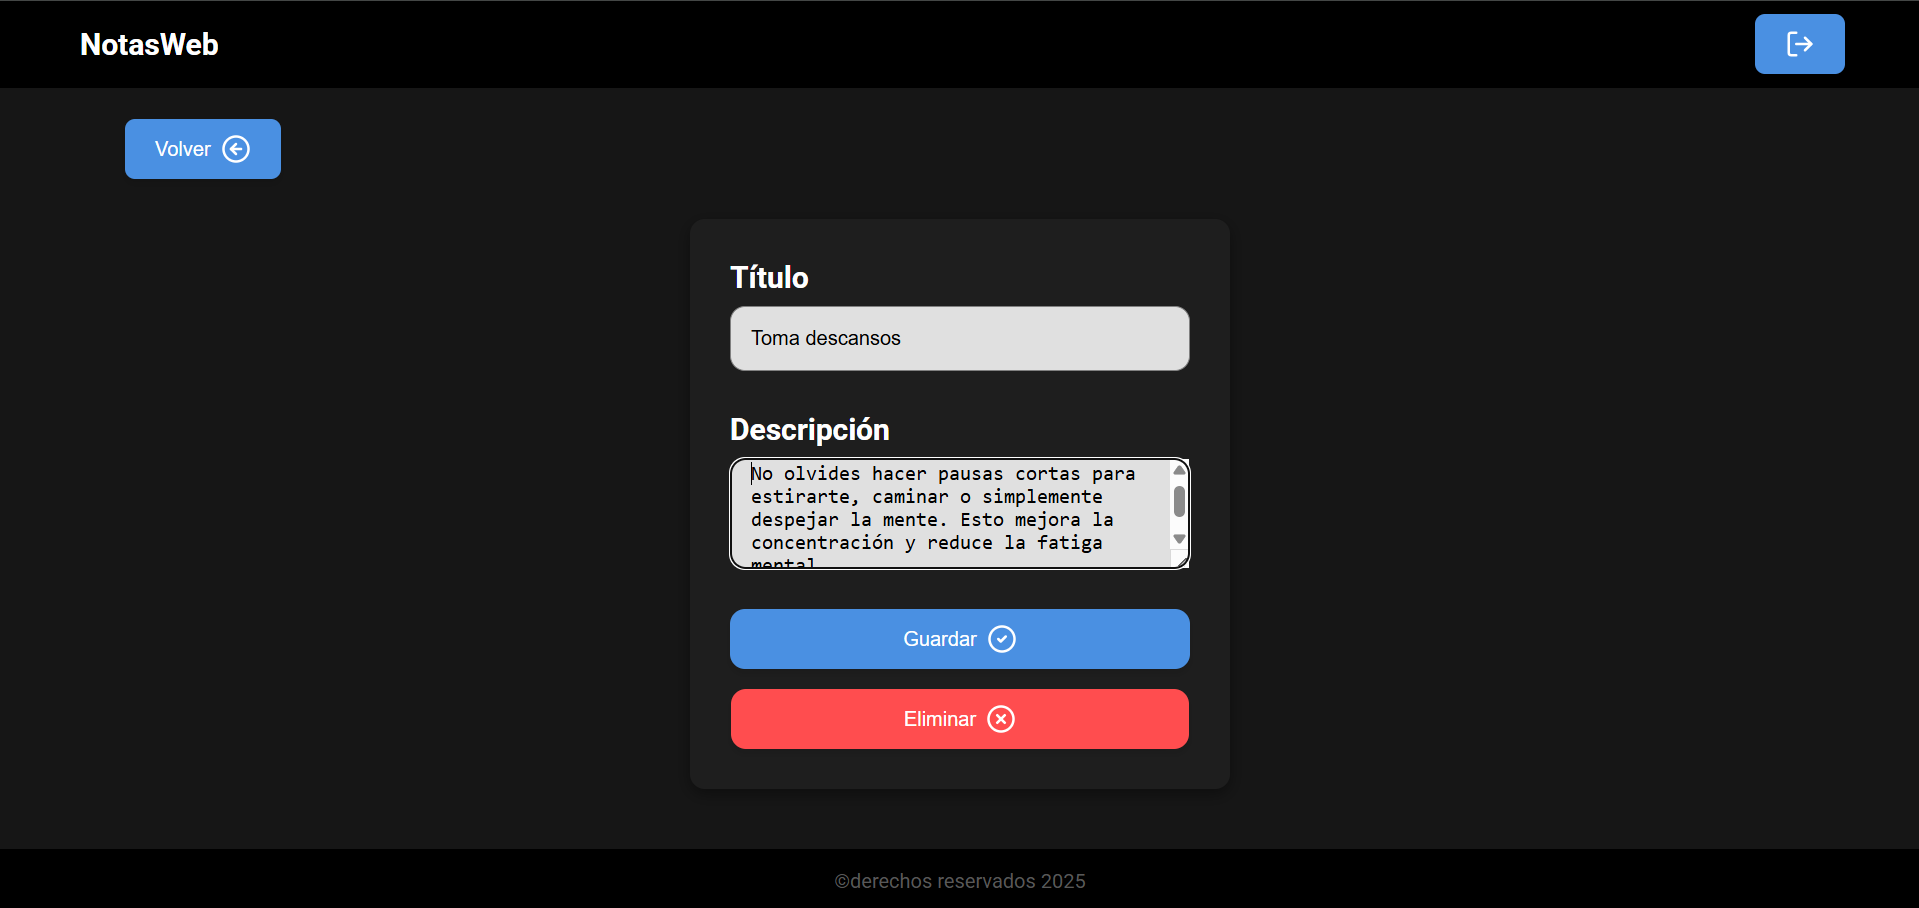 NotasWeb
Volver
Título
Toma descansos
Descripción
No olvides hacer pausas cortas para
estirarte, caminar o simplemente
despejar la mente. Esto mejora la
concentración y reduce la fatiga
mental
Guardar
Eliminar
©derechos reservados 2025